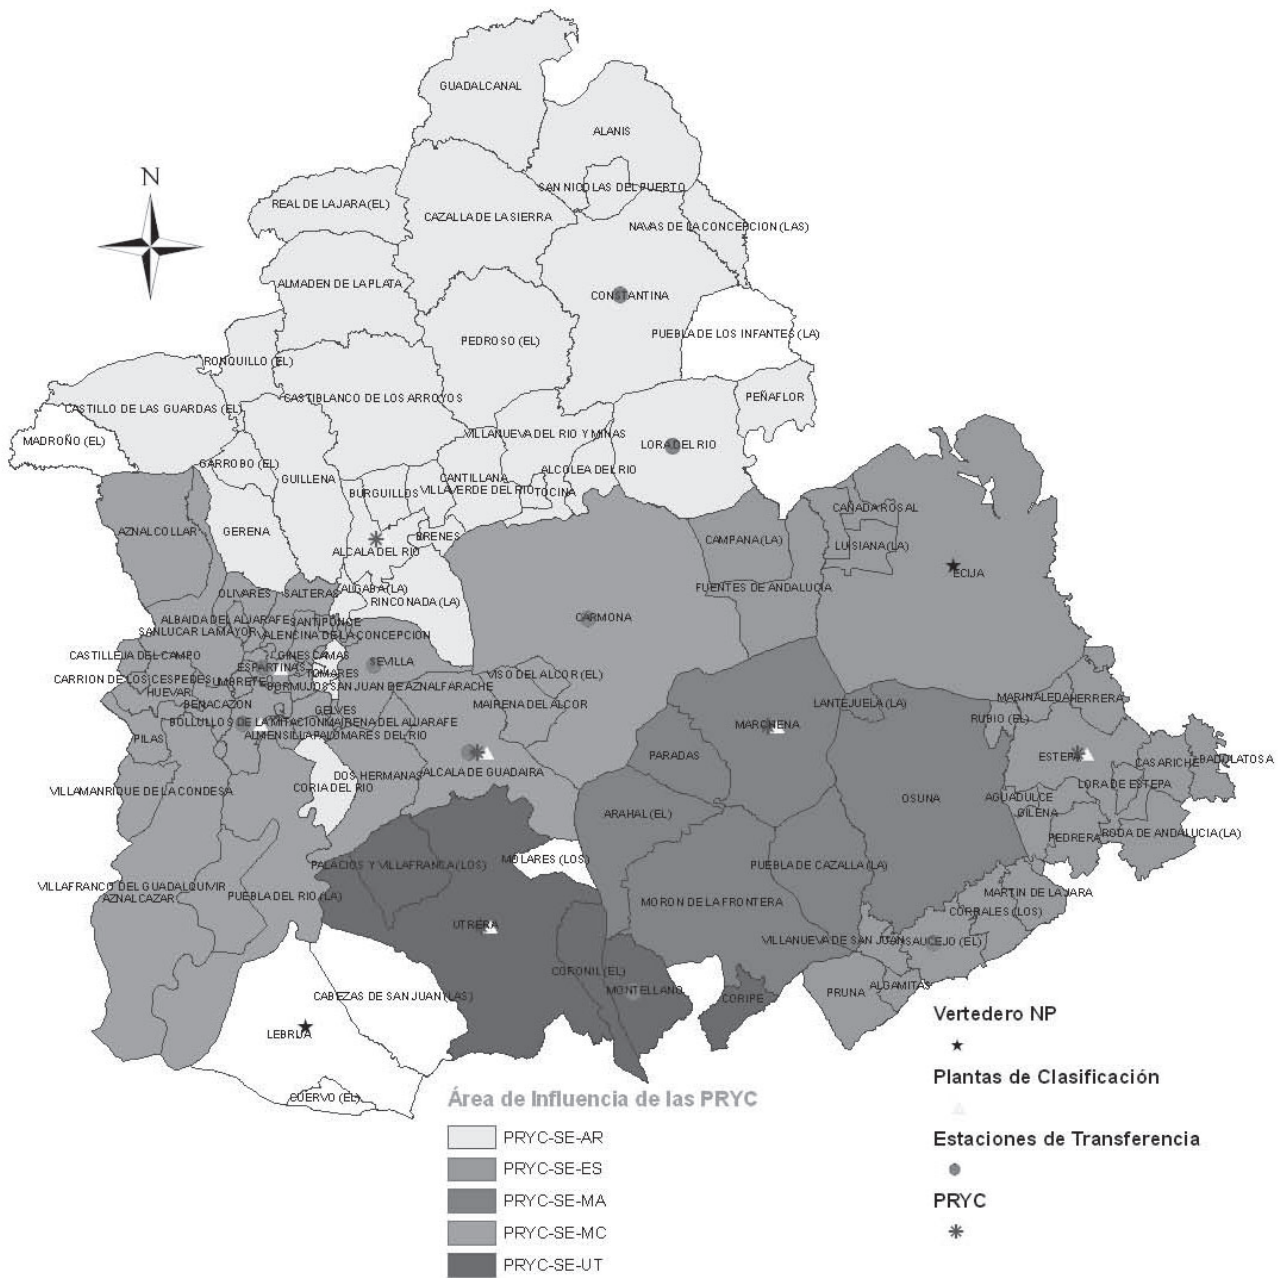 GUADALCANAL
ALANIS
N
SAN NICOLAS DEL PUERTO
REAL DE LA JARA (EL)
CAZALLA DE LA SIERRA
NAVAS DE LA CONCEPCION (LAS)
ALMADEN DE LA PLATA
CONSTANTINA
PUEBLA DE LOS INFANTES (LA)
PEDROSO (EL)
RONQUILLO (EL)
CASTIBLANCO DE LOS ARROYOS
PEÑAFLOR
CASTILLO DE LAS GUARDAS (EL)
MADROÑO (EL)
VILLANUEVA DEL RIO Y MINAS
LORA DEL RIO
GARROBO (EL)
ALCOLEA DEL RIO
GUILLENA
CANTILLANA
BURGUILLOS
VILLAVERDE DEL RIO
TOCINA
CAÑADA ROSAL
AZNALCOLLAR
GERENA
BRENES
CAMPANA (LA)
LUISIANA (LA)
ALCALA DEL RIO
ECIJA
ALGABA (LA)
FUENTES DE ANDALUCIA
OLIVARES
SALTERAS
RINCONADA (LA)
ALBAIDA DEL ALJARAFE
SANTIPONCE
CARMONA
SANLUCAR LA MAYOR
VALENCINA DE LA CONCEPCION
CASTILLEJA DEL CAMPO
GINES
CAMAS
SEVILLA
ESPARTINAS
TOMARES
VISO DEL ALCOR (EL)
CARRION DE LOS CESPEDES
UMBRETE
BORMUJOS
SAN JUAN DE AZNALFARACHE
HUEVAR
MARINALEDA
HERRERA
BENACAZON
GELVES
MAIRENA DEL ALCOR
LANTEJUELA (LA)
BOLLULLOS DE LA MITACION
MAIRENA DEL ALJARAFE
MARCHENA
RUBIO (EL)
PILAS
ALMENSILLA
PALOMARES DEL RIO
PARADAS
ESTEPA
CASARICHE
BADOLATOSA
DOS HERMANAS
ALCALA DE GUADAIRA
LORA DE ESTEPA
VILLAMANRIQUE DE LA CONDESA
CORIA DEL RIO
OSUNA
AGUADULCE
ARAHAL (EL)
GILENA
PEDRERA
RODA DE ANDALUCIA (LA)
PALACIOS Y VILLAFRANCA (LOS)
MOLARES (LOS)
PUEBLA DE CAZALLA (LA)
VILLAFRANCO DEL GUADALQUIVIR
MARTIN DE LA JARA
AZNALCAZAR
PUEBLA DEL RIO (LA)
MORON DE LA FRONTERA
CORRALES (LOS)
UTRERA
VILLANUEVA DE SAN JUAN
SAUCEJO (EL)
CORONIL (EL)
MONTELLANO
CORIPE
PRUNA
ALGAMITAS
CABEZAS DE SAN JUAN (LAS)
LEBRIJA
CUERVO (EL)
Vertedero NP
Plantas de Clasificación
Estaciones de Transferencia
PRYC
Área de Influencia de las PRYC
PRYC-SE-AR
PRYC-SE-ES
PRYC-SE-MA
PRYC-SE-MC
PRYC-SE-UT